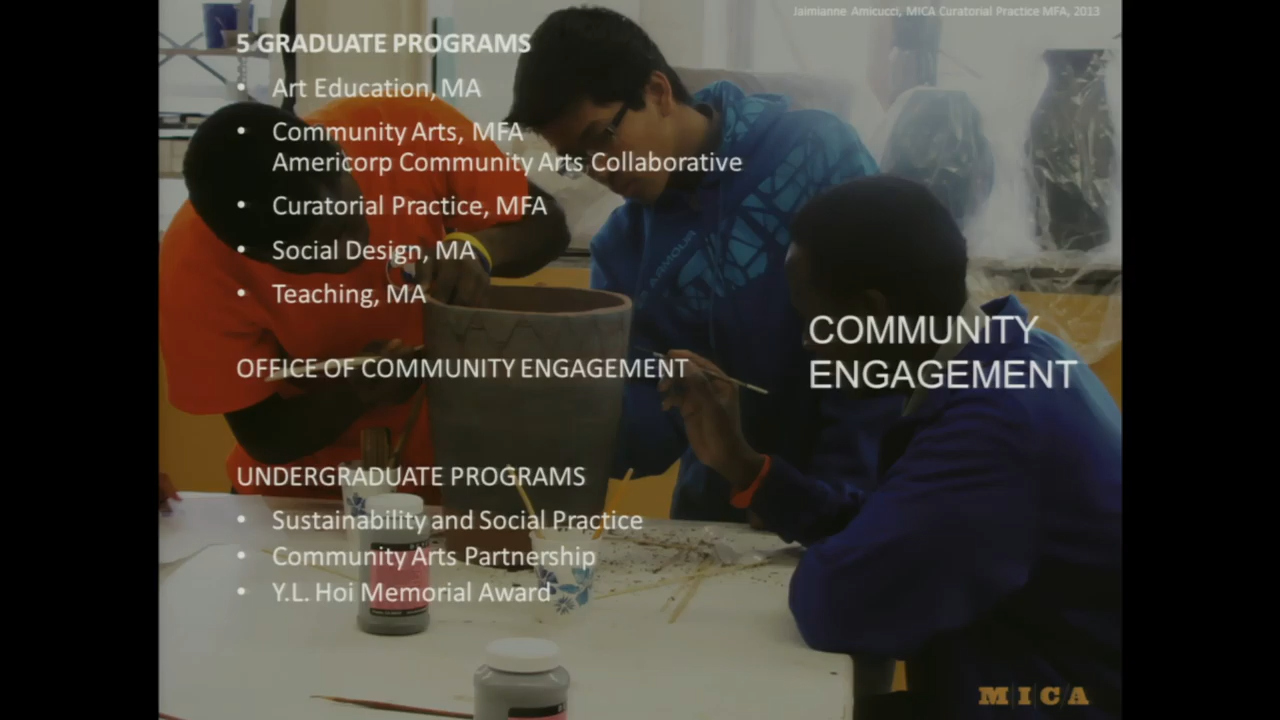 Jaimianne Amicucci, MICA Curatorial Practice MFA, 2013
5 GRADUATE PROGRAMS
• Art Education, MA
• Community Arts, MFA
Americorp Community Arts Collaborative
• Curatorial Practice, MFA
• Social Design, MA
• Teaching, MA
OFFICE OF COMMUNITY ENGAGEMENT
UNDERGRADUATE PROGRAMS
• Sustainability and Social Practice
• Community Arts Partnership
• Y.L. Hoi Memorial Award
COMMUNITY
ENGAGEMENT
MICA